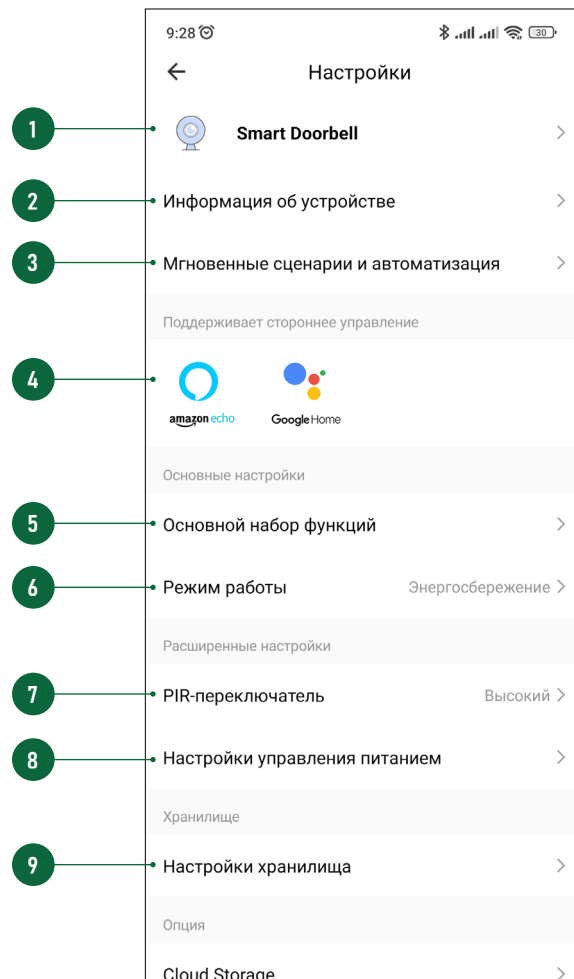 9:28
30
Настройки
1
Smart Doorbell
2
Информация об устройстве
3
Мгновенные сценарии и автоматизация
Поддерживает стороннее управление
4
amazon echo
Google Home
Основные настройки
5
Основной набор функций
6
Режим работы
Энергосбережение
Расширенные настройки
7
PIR-переключатель
Высокий
8
Настройки управления питанием
Хранилище
9
Настройки хранилища
Опция
Cloud Storage